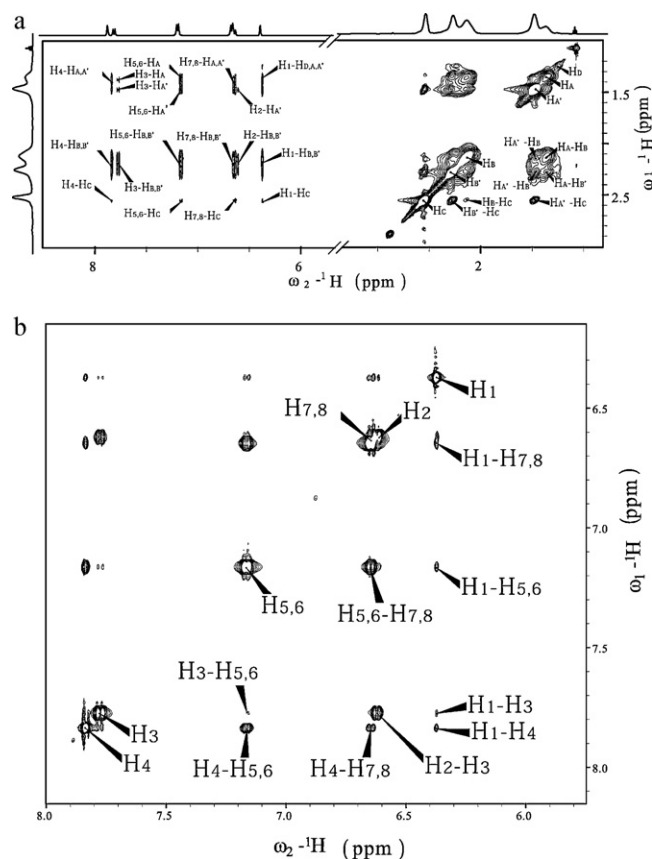 a
H5,6-HA H7,8-HA,A' H1-HD,A,A'
H4-HA,A' H3-HA
H3-HA'
H5,6-HA' H2-HA'
HD
HA
HA'
1.5
H4-HB,B' H5,6-HB,B' H7,8-HB,B' H2-HB,B'
H3-HB,B' H1-HB,B'
H4-HC H1-HC
H5,6-HC H7,8-HC
HB
HB'
HC
HA' -HB HA-HB
HA' -HB' HA-HB'
HB-HC
HB' -HC
HA' -HC
2.5
ω1 -1H (ppm)
8 6 2
ω2 -1H (ppm)
b
H1
H7,8 H2
6.5
H1-H7,8
7.0
H5,6 H5,6-H7,8 H1-H5,6
7.5
H3-H5,6
H3 H1-H3
H4 H1-H4
H4-H5,6 H4-H7,8 H2-H3
8.0
ω1 -1H (ppm)
8.0 7.5 7.0 6.5 6.0
ω2 -1H (ppm)